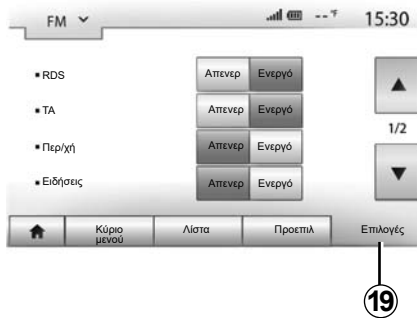 FM -- °F 15:30
RDS Απενερ Ενεργό
TA Απενερ Ενεργό
1/2
Περ/χή Απενερ Ενεργό
Ειδήσεις Απενερ Ενεργό
Κύριο μενού Λίστα Προεπιλ Επιλογές
19